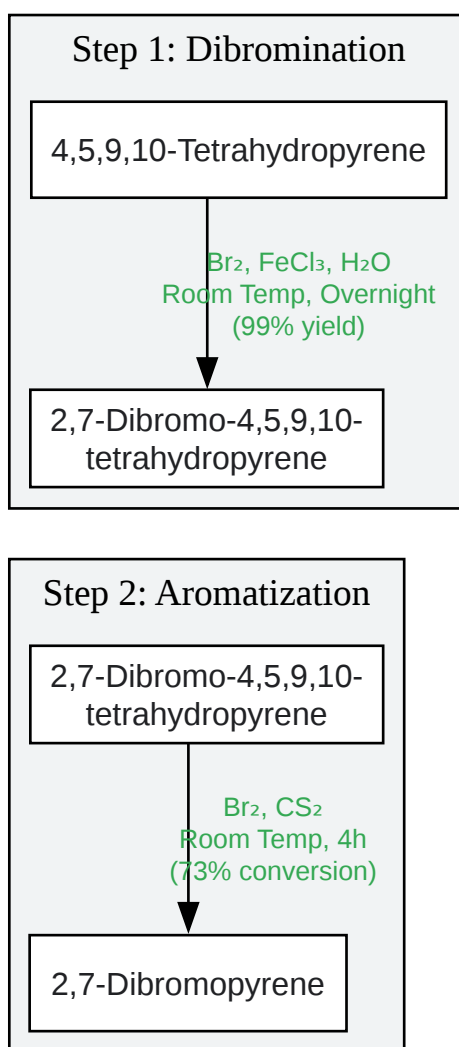 Step 1: Dibromination
4,5,9,10-Tetrahydropyrene
Br₂, FeCl₃, H₂O
Room Temp, Overnight
(99% yield)
2,7-Dibromo-4,5,9,10-
tetrahydropyrene
Step 2: Aromatization
2,7-Dibromo-4,5,9,10-
tetrahydropyrene
Br₂, CS₂
Room Temp, 4h
(73% conversion)
2,7-Dibromopyrene